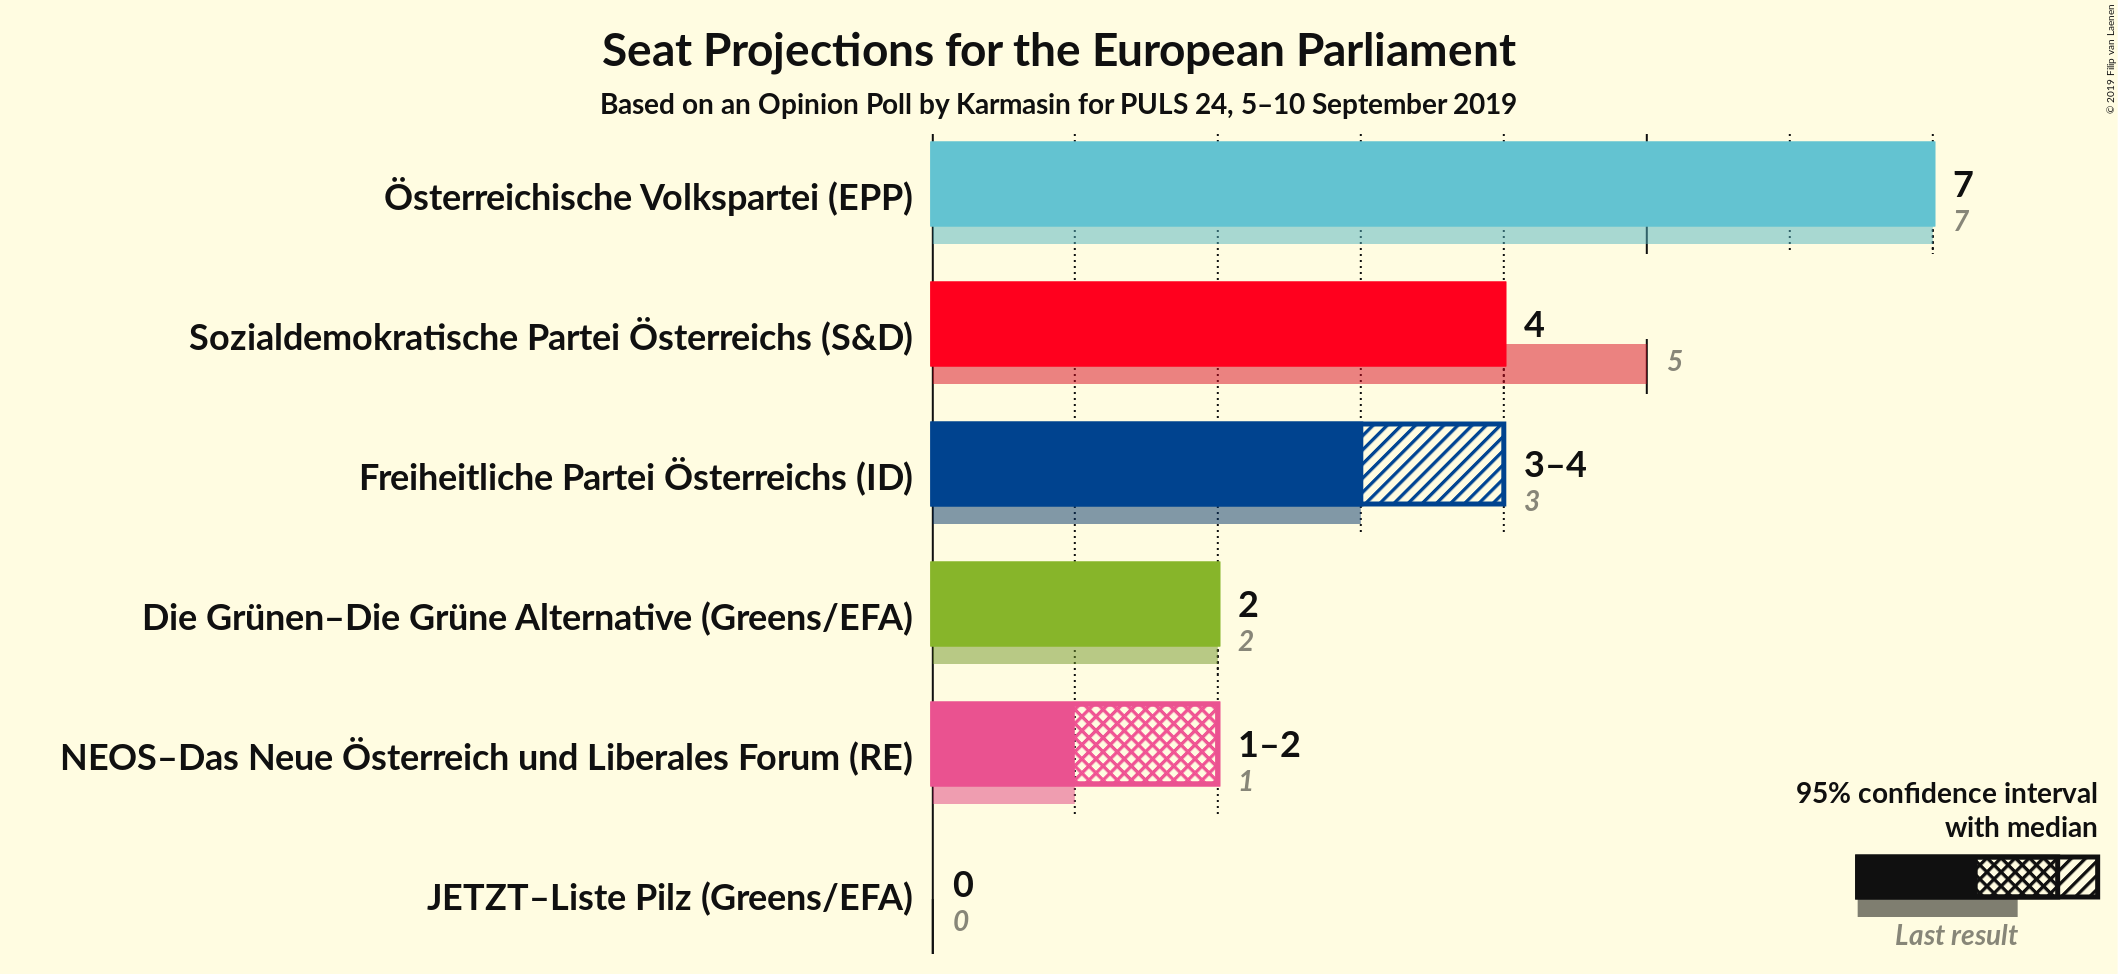 Seat Projections for the European Parliament
Based on an Opinion Poll by Karmasin for PULS 24, 5–10 September 2019
© 2019 Filip van Laenen
Österreichische Volkspartei (EPP)
7
7
Sozialdemokratische Partei Österreichs (S&D)
4
5
Freiheitliche Partei Österreichs (ID)
3–4
3
Die Grünen–Die Grüne Alternative (Greens/EFA)
2
2
NEOS–Das Neue Österreich und Liberales Forum (RE)
1–2
1
JETZT–Liste Pilz (Greens/EFA)
0
0
95% confidence interval
with median
Last result